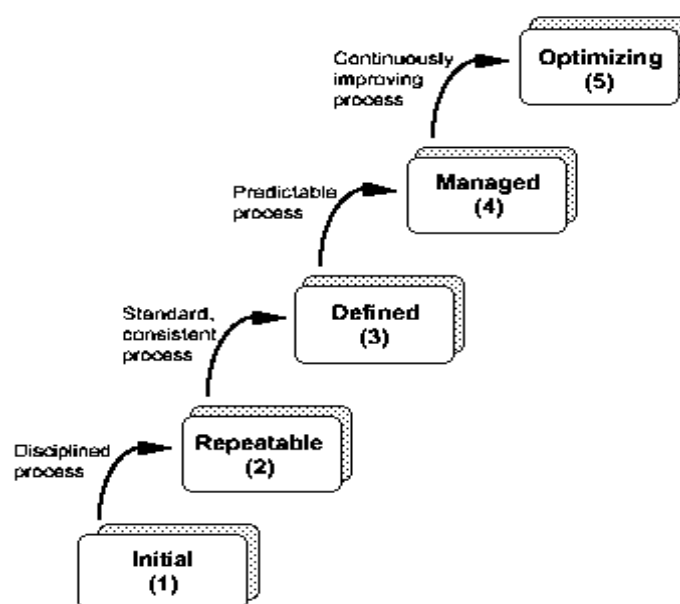 Continuously
improving
process
Optimizing
(5)
Predictable
process
Managed
(4)
Standard,
consistent
process
Defined
(3)
Disciplined
process
Repeatable
(2)
Initial
(1)